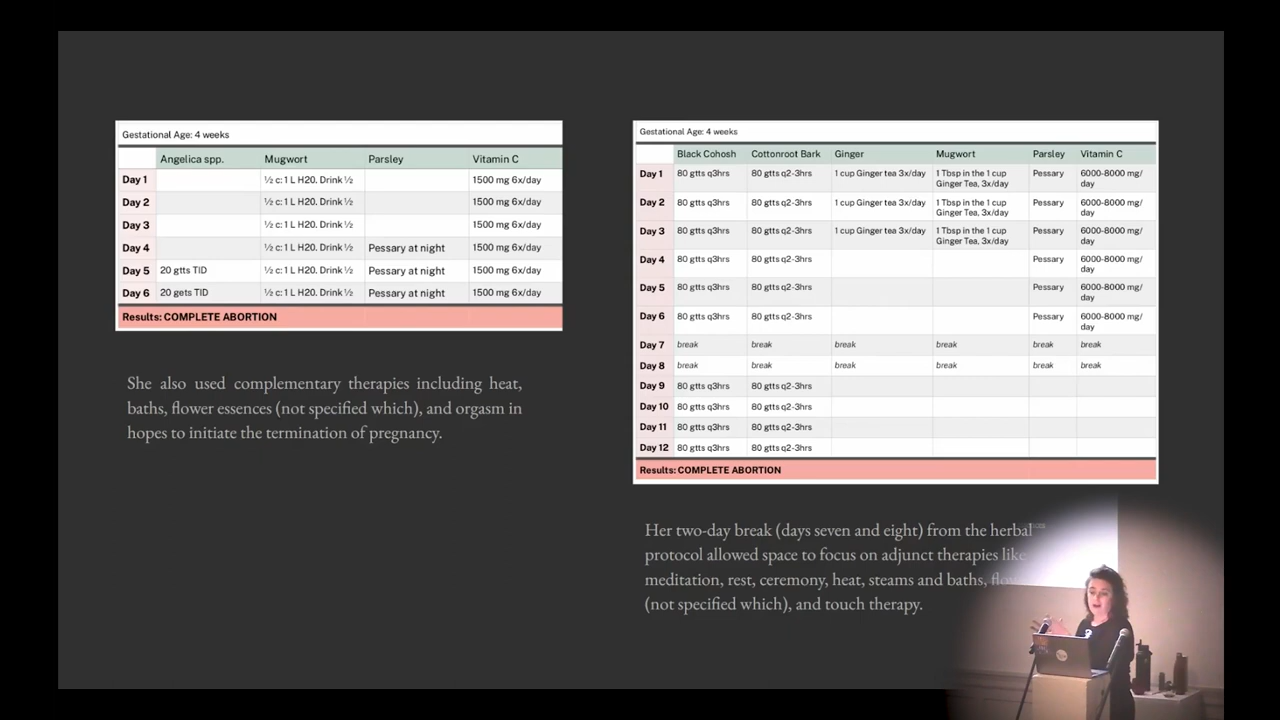 Gestational Age: 4 weeks
Angelica spp. Mugwort Parsley Vitamin C
Day 1 ½ c: 1 L H20. Drink ½ 1500 mg 6x/day
Day 2 ½ c: 1 L H20. Drink ½ 1500 mg 6x/day
Day 3 ½ c: 1 L H20. Drink ½ 1500 mg 6x/day
Day 4 ½ c: 1 L H20. Drink ½ Pessary at night 1500 mg 6x/day
Day 5 20 gtts TID ½ c: 1 L H20. Drink ½ Pessary at night 1500 mg 6x/day
Day 6 20 gets TID ½ c: 1 L H20. Drink ½ Pessary at night 1500 mg 6x/day
Results: COMPLETE ABORTION
She also used complementary therapies including heat,
baths, flower essences (not specified which), and orgasm in
hopes to initiate the termination of pregnancy.
Gestational Age: 4 weeks
Black Cohosh Cottonroot Bark Ginger Mugwort Parsley Vitamin C
Day 1 80 gtts q3hrs 80 gtts q2-3hrs 1 cup Ginger tea 3x/day 1 Tbsp in the 1 cup Pessary 6000-8000 mg/
Ginger Tea, 3x/day day
Day 2 80 gtts q3hrs 80 gtts q2-3hrs 1 cup Ginger tea 3x/day 1 Tbsp in the 1 cup Pessary 6000-8000 mg/
Ginger Tea, 3x/day day
Day 3 80 gtts q3hrs 80 gtts q2-3hrs 1 cup Ginger tea 3x/day 1 Tbsp in the 1 cup Pessary 6000-8000 mg/
Ginger Tea, 3x/day day
Day 4 80 gtts q3hrs 80 gtts q2-3hrs Pessary 6000-8000 mg/
day
Day 5 80 gtts q3hrs 80 gtts q2-3hrs Pessary 6000-8000 mg/
day
Day 6 80 gtts q3hrs 80 gtts q2-3hrs Pessary 6000-8000 mg/
day
Day 7 break break break break break break
Day 8 break break break break break break
Day 9 80 gtts q3hrs 80 gtts q2-3hrs
Day 10 80 gtts q3hrs 80 gtts q2-3hrs
Day 11 80 gtts q3hrs 80 gtts q2-3hrs
Day 12 80 gtts q3hrs 80 gtts q2-3hrs
Results: COMPLETE ABORTION
Her two-day break (days seven and eight) from the herbal
protocol allowed space to focus on adjunct therapies like
meditation, rest, ceremony, heat, steams and baths,
(not specified which), and touch therapy.